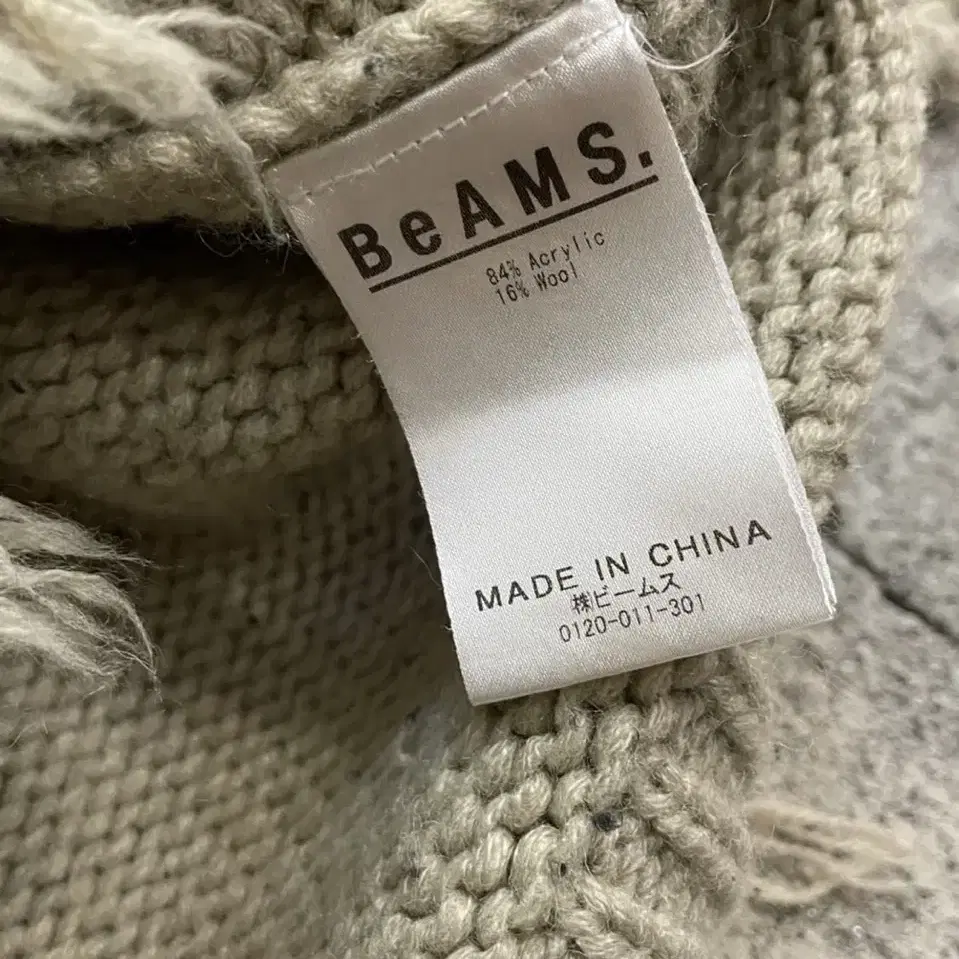 BeAMS.
84% Acrylic
16% Wool
MADE IN CHINA
㈱ビームス
0120-011-301